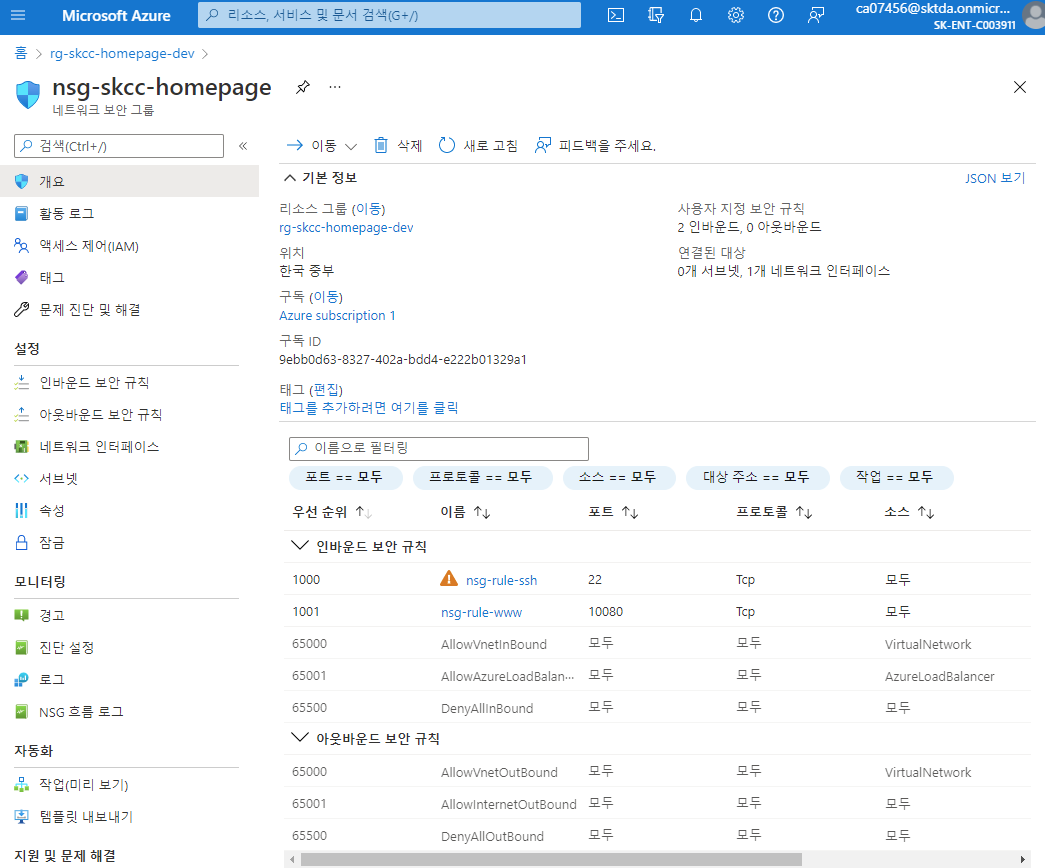 Microsoft Azure
리소스, 서비스 및 문서 검색(G+/)
ca07456@sktda.onmicr...
SK-ENT-C003911
홈 > rg-skcc-homepage-dev >
nsg-skcc-homepage
네트워크 보안 그룹
검색(Ctrl+/)
«
이동
삭제
새로 고침
피드백을 주세요.
개요
활동 로그
액세스 제어(IAM)
태그
문제 진단 및 해결
설정
인바운드 보안 규칙
아웃바운드 보안 규칙
네트워크 인터페이스
서브넷
속성
잠금
모니터링
경고
진단 설정
로그
NSG 흐름 로그
자동화
작업(미리 보기)
템플릿 내보내기
지원 및 문제 해결
기본 정보
JSON 보기
리소스 그룹 (이동)
rg-skcc-homepage-dev
위치
한국 중부
구독 (이동)
Azure subscription 1
구독 ID
9ebb0d63-8327-402a-bdd4-e222b01329a1
태그 (편집)
태그를 추가하려면 여기를 클릭
사용자 지정 보안 규칙
2 인바운드, 0 아웃바운드
연결된 대상
0개 서브넷, 1개 네트워크 인터페이스
이름으로 필터링
포트 == 모두 프로토콜 == 모두 소스 == 모두 대상 주소 == 모두 작업 == 모두
우선 순위 이름 포트 프로토콜 소스
인바운드 보안 규칙
1000 nsg-rule-ssh 22 Tcp 모두
1001 nsg-rule-www 10080 Tcp 모두
65000 AllowVnetInBound 모두 모두 VirtualNetwork
65001 AllowAzureLoadBalan... 모두 모두 AzureLoadBalancer
65500 DenyAllInBound 모두 모두 모두
아웃바운드 보안 규칙
65000 AllowVnetOutBound 모두 모두 VirtualNetwork
65001 AllowInternetOutBound 모두 모두 모두
65500 DenyAllOutBound 모두 모두 모두